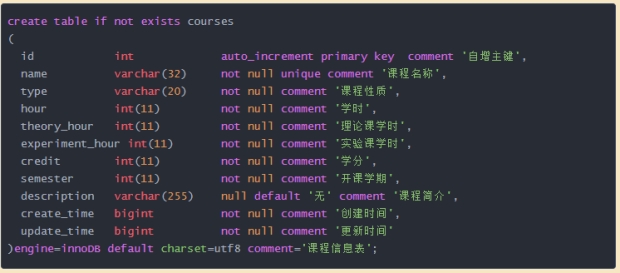 create table if not exists courses
(
id int auto_increment primary key comment '自增主键',
name varchar(32) not null unique comment '课程名称',
type varchar(20) not null comment '课程性质',
hour int(11) not null comment '学时',
theory_hour int(11) not null comment '理论课学时',
experiment_hour int(11) not null comment '实验课学时',
credit int(11) not null comment '学分',
semester int(11) not null comment '开课学期',
description varchar(255) null default '无' comment '课程简介',
create_time bigint not null comment '创建时间',
update_time bigint not null comment '更新时间'
)engine=innoDB default charset=utf8 comment='课程信息表';